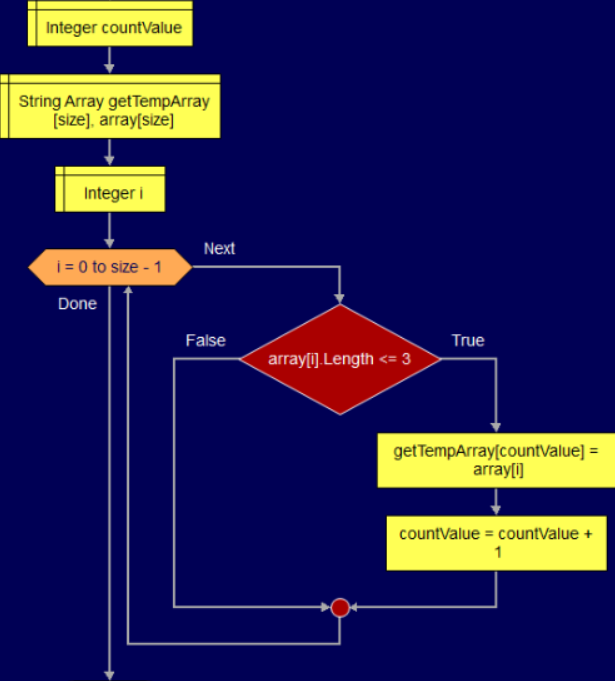 Integer countValue
String Array getTempArray
[size], array[size]
Integer i
i = 0 to size - 1
Next
Done
False
array[i].Length <= 3
True
getTempArray[countValue] =
array[i]
countValue = countValue +
1